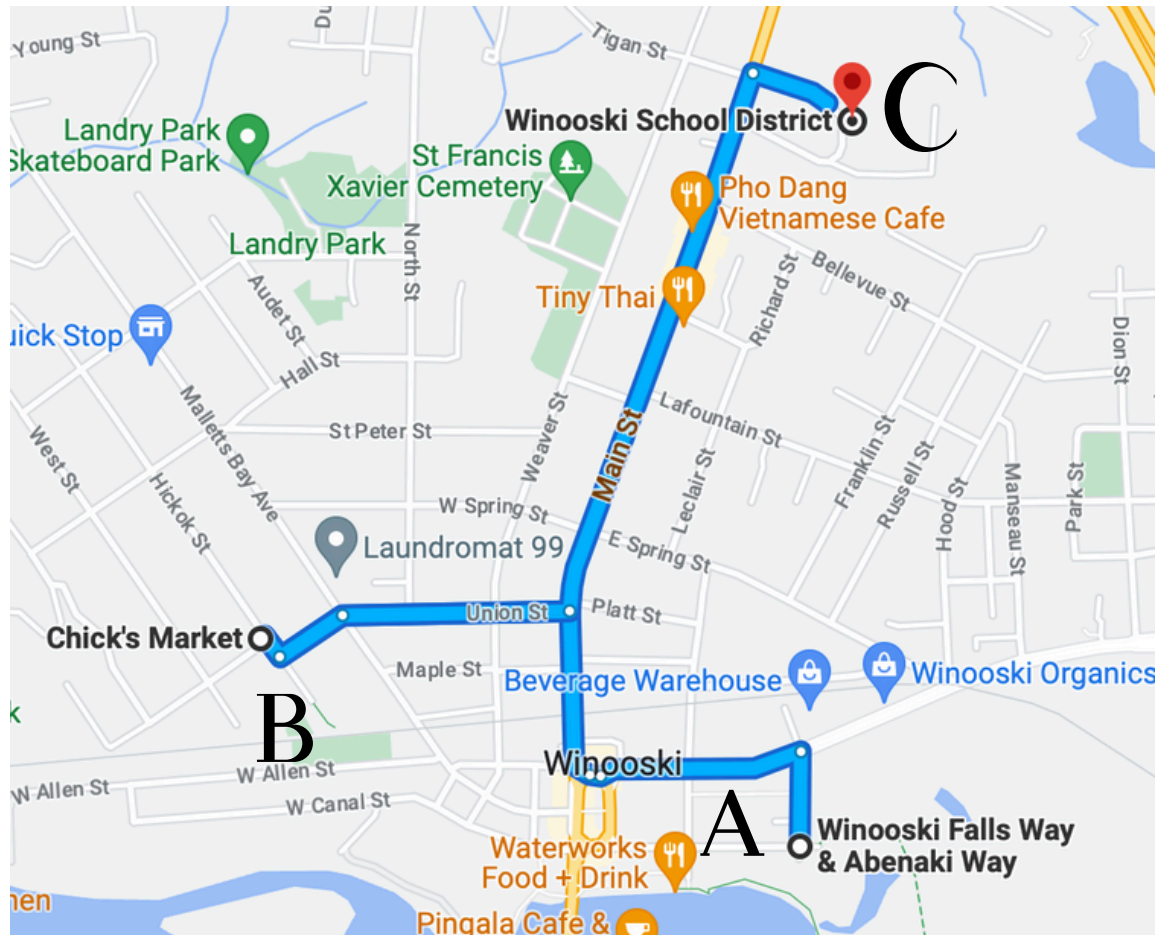 Young St
Du
Tigan St
C
Winooski School District
Landry Park
Skateboard Park
St Francis
Xavier Cemetery
Pho Dang
Vietnamese Cafe
Landry Park
North St
Bellevue St
Richard St
Tiny Thai
Audet St
uick Stop
Hall St
Dion St
Malletts Bay Ave
Lafountain St
Weaver St
Main St
St Peter St
West St
Hickok St
Leclair St
Franklin St
Russell St
Hood St
Manseau St
Park St
W Spring St
E Spring St
Laundromat 99
Union St
Platt St
Chick's Market
Maple St
Beverage Warehouse
Winooski Organics
k
B
Winooski
W Allen St
W Allen St
W Canal St
A
Winooski Falls Way
& Abenaki Way
Waterworks
Food + Drink
nen
Pingala Cafe &